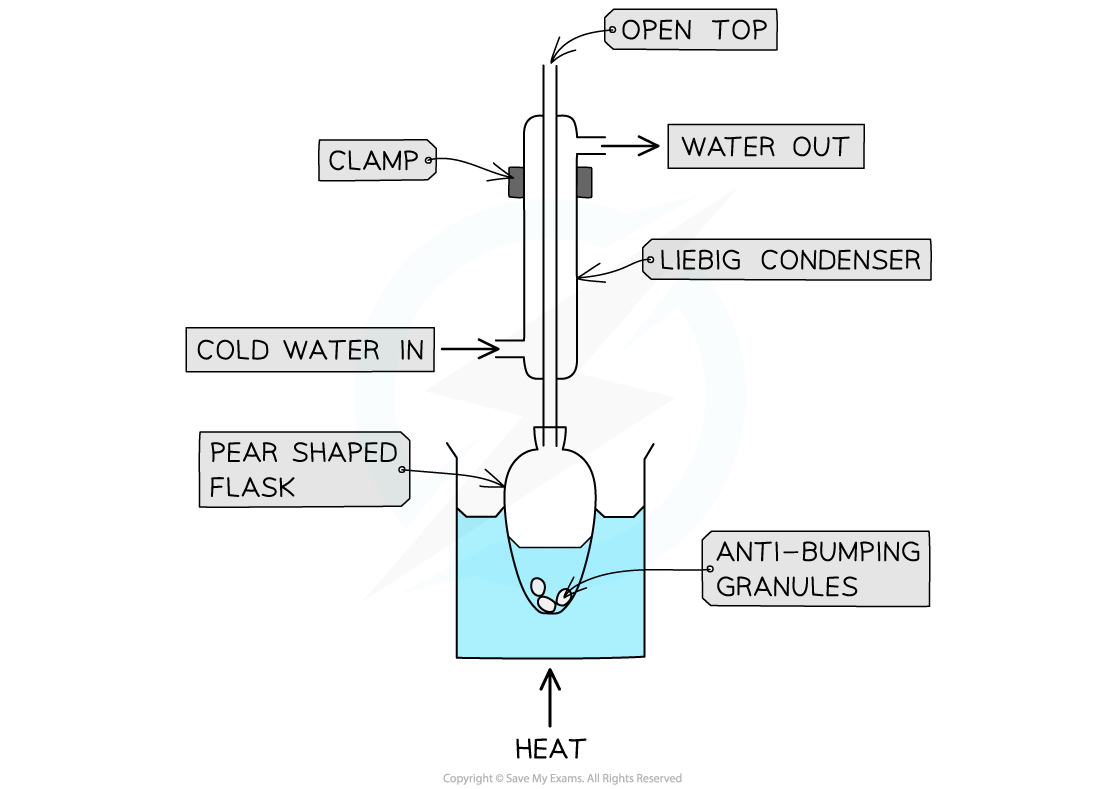 OPEN TOP
CLAMP
WATER OUT
LIEBIG CONDENSER
COLD WATER IN
PEAR SHAPED
FLASK
ANTI-BUMPING
GRANULES
HEAT
Copyright © Save My Exams. All Rights Reserved